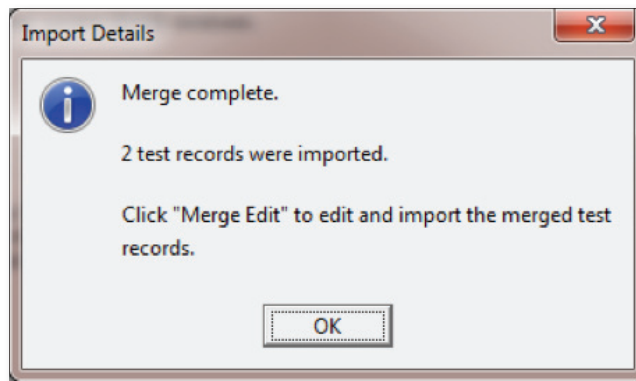 Import Details
Merge complete.
2 test records were imported.
Click "Merge Edit" to edit and import the merged test
records.
OK